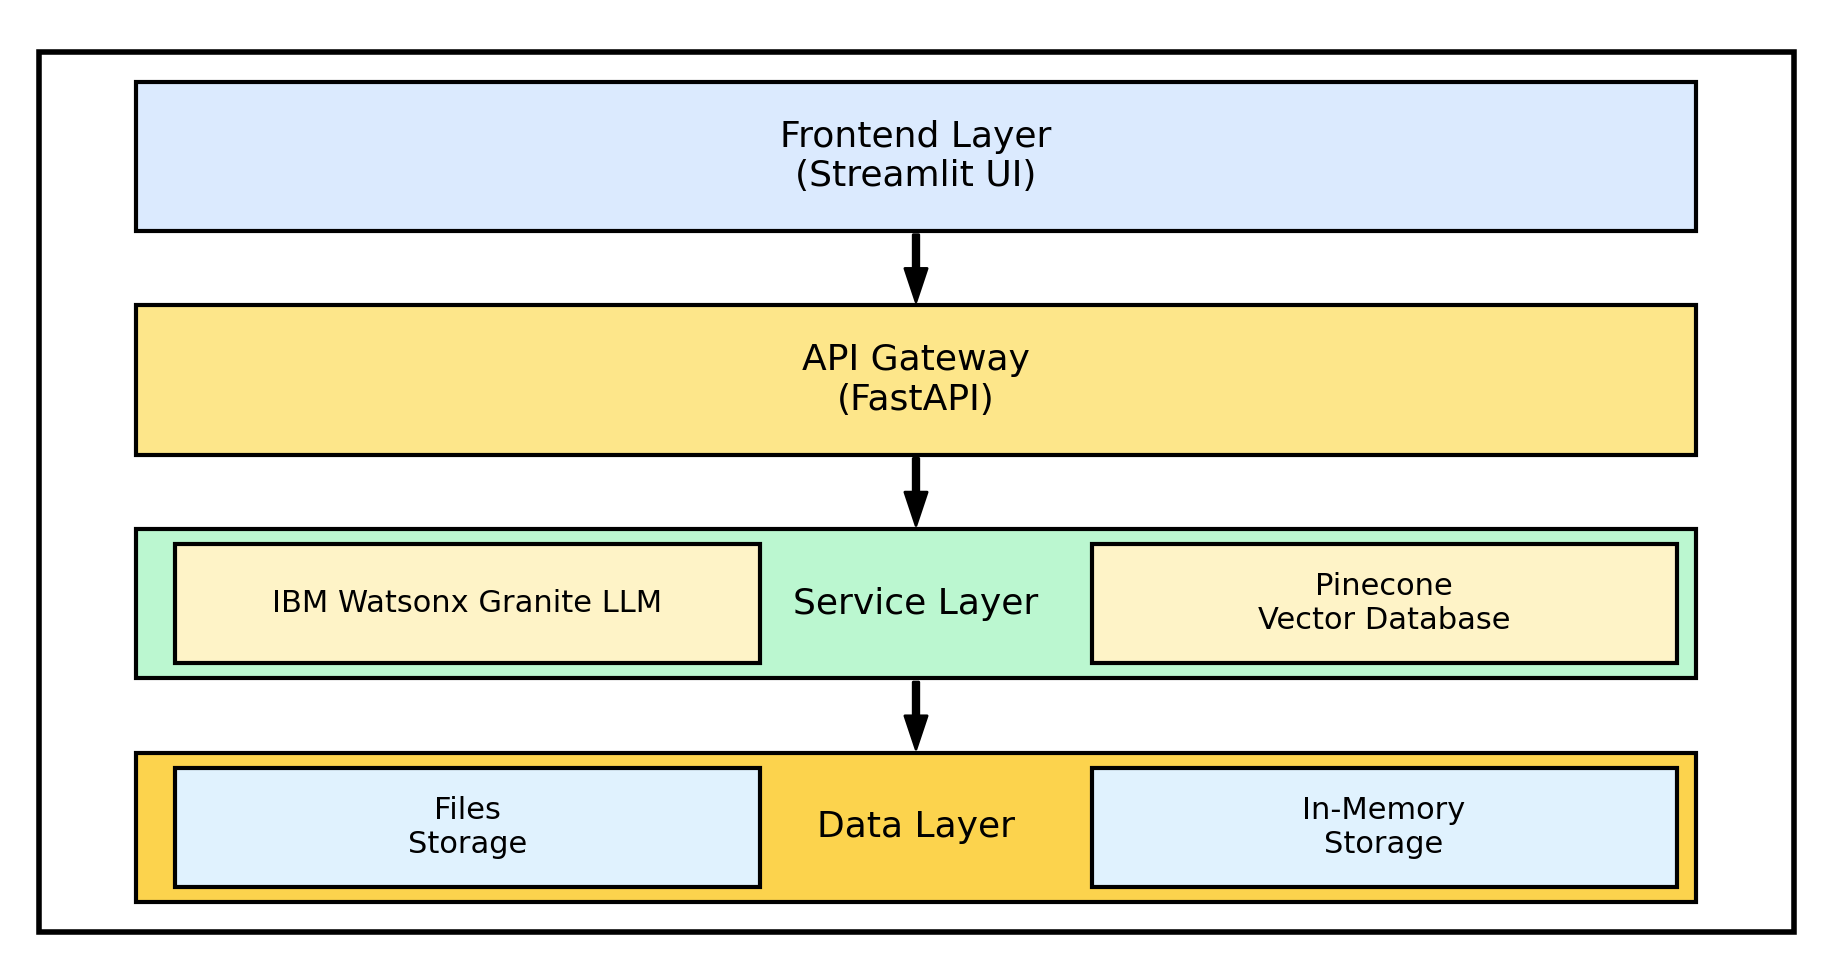 Frontend Layer
(Streamlit UI)
API Gateway
(FastAPI)
IBM Watsonx Granite LLM
Service Layer
Pinecone
Vector Database
Files
Storage
Data Layer
In-Memory
Storage